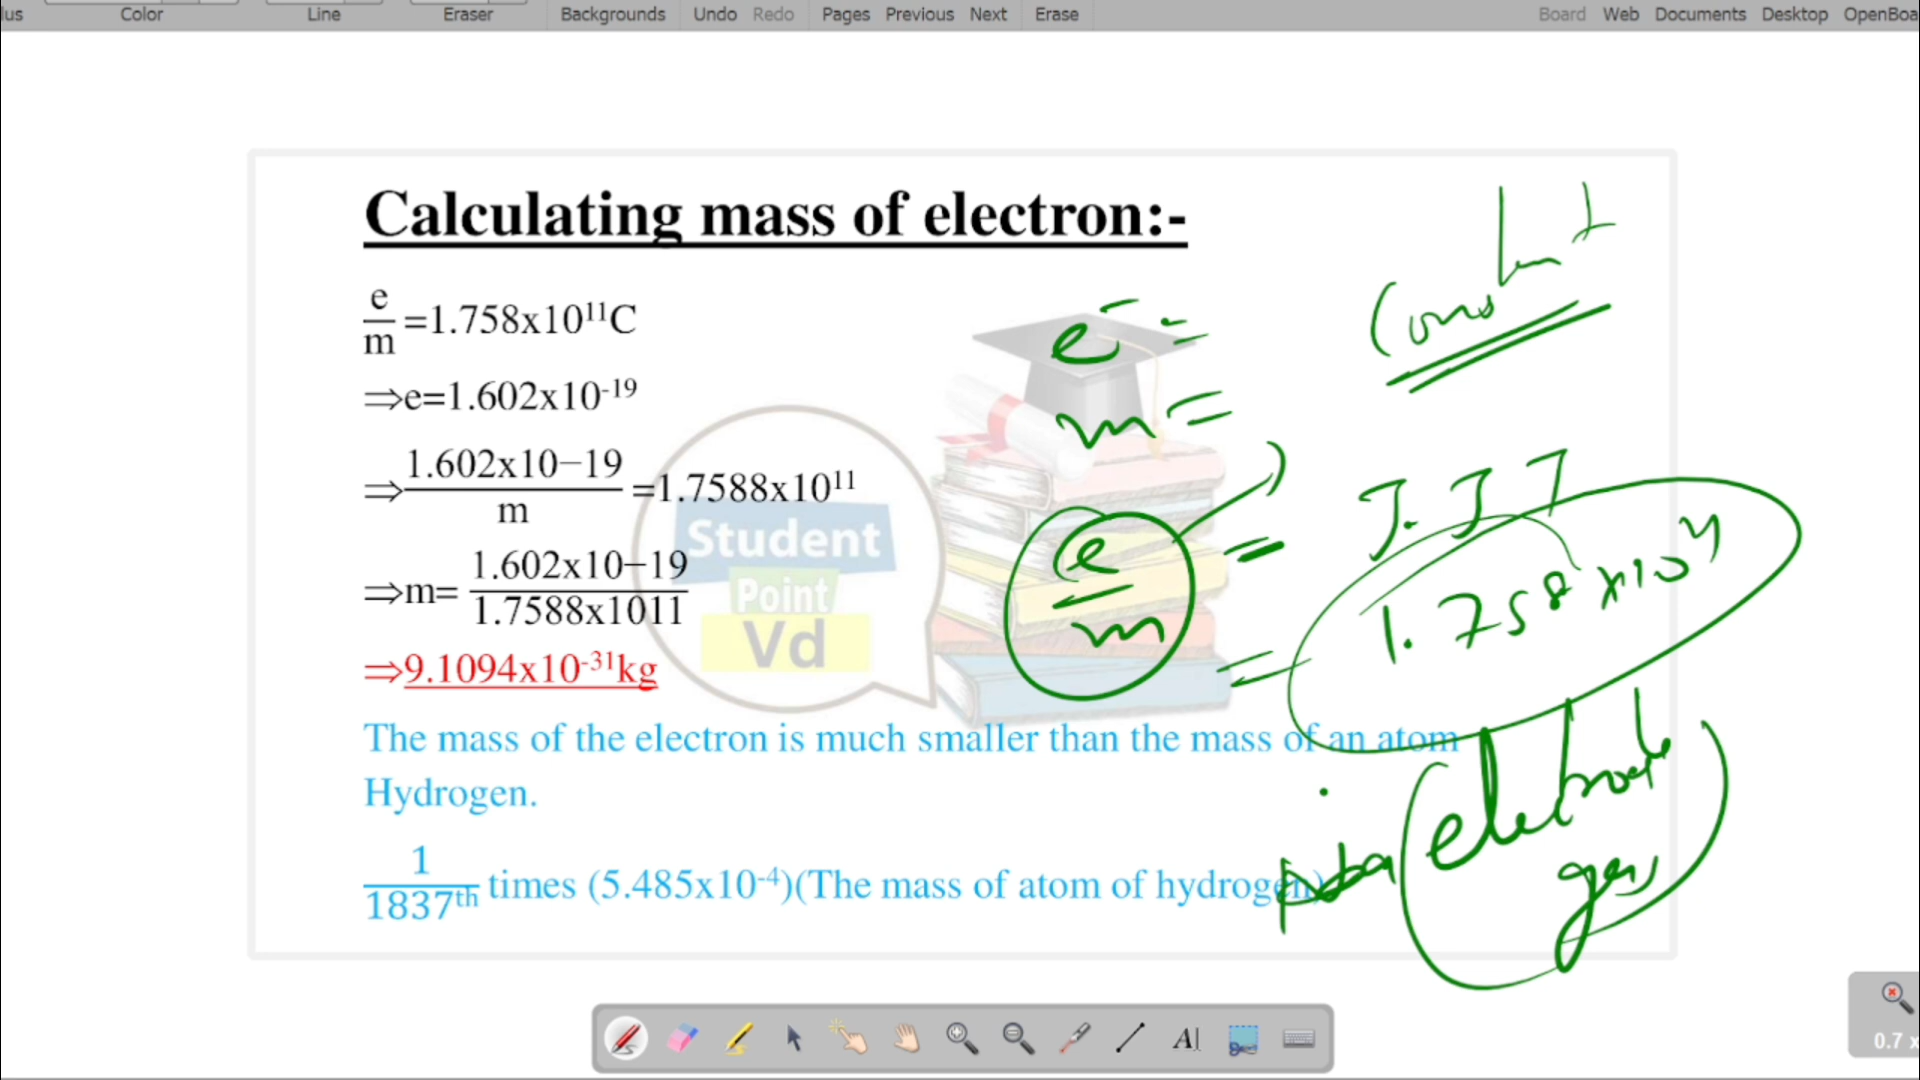 lus Color Line Eraser Backgrounds Undo Redo Pages Previous Next Erase Board Web Documents Desktop OpenBoa
Calculating mass of electron:-
e/m =1.758x10¹¹C
⇒e=1.602x10⁻¹⁹
⇒1.602x10−19/m =1.7588x10¹¹
⇒m= 1.602x10−19/1.7588x1011
⇒9.1094x10⁻³¹kg
The mass of the electron is much smaller than the mass of an atom
Hydrogen.
1/1837ᵗʰ times (5.485x10⁻⁴)(The mass of atom of hydrogen)
Student
Point
Vd
Constant
e⁻ =
m =
e/m = J.J T
= 1.758 x10
(electrode
gas)
AI
0.7 x